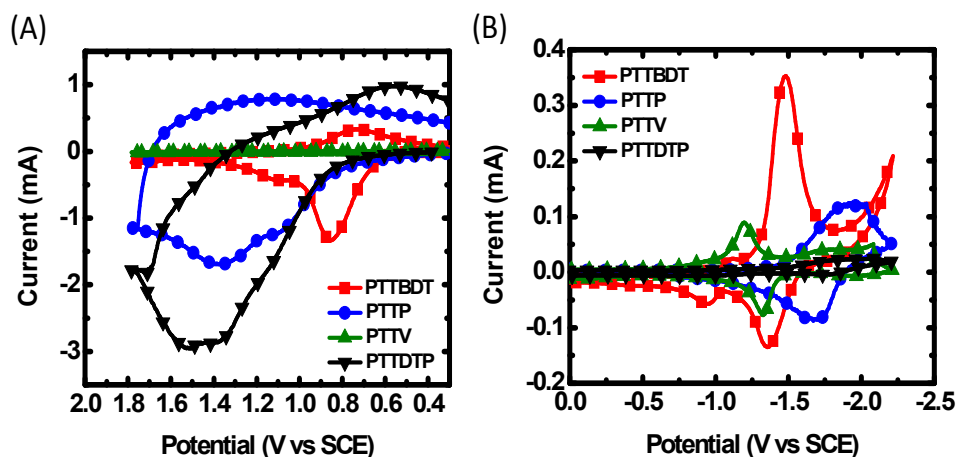 (A)
Current (mA)
1
0
-1
-2
-3
PTTBDT
PTTP
PTTV
PTTDTP
2.0 1.8 1.6 1.4 1.2 1.0 0.8 0.6 0.4
Potential (V vs SCE)
(B)
Current (mA)
0.4
0.3
0.2
0.1
0.0
-0.1
-0.2
PTTBDT
PTTP
PTTV
PTTDTP
0.0 -0.5 -1.0 -1.5 -2.0 -2.5
Potential (V vs SCE)